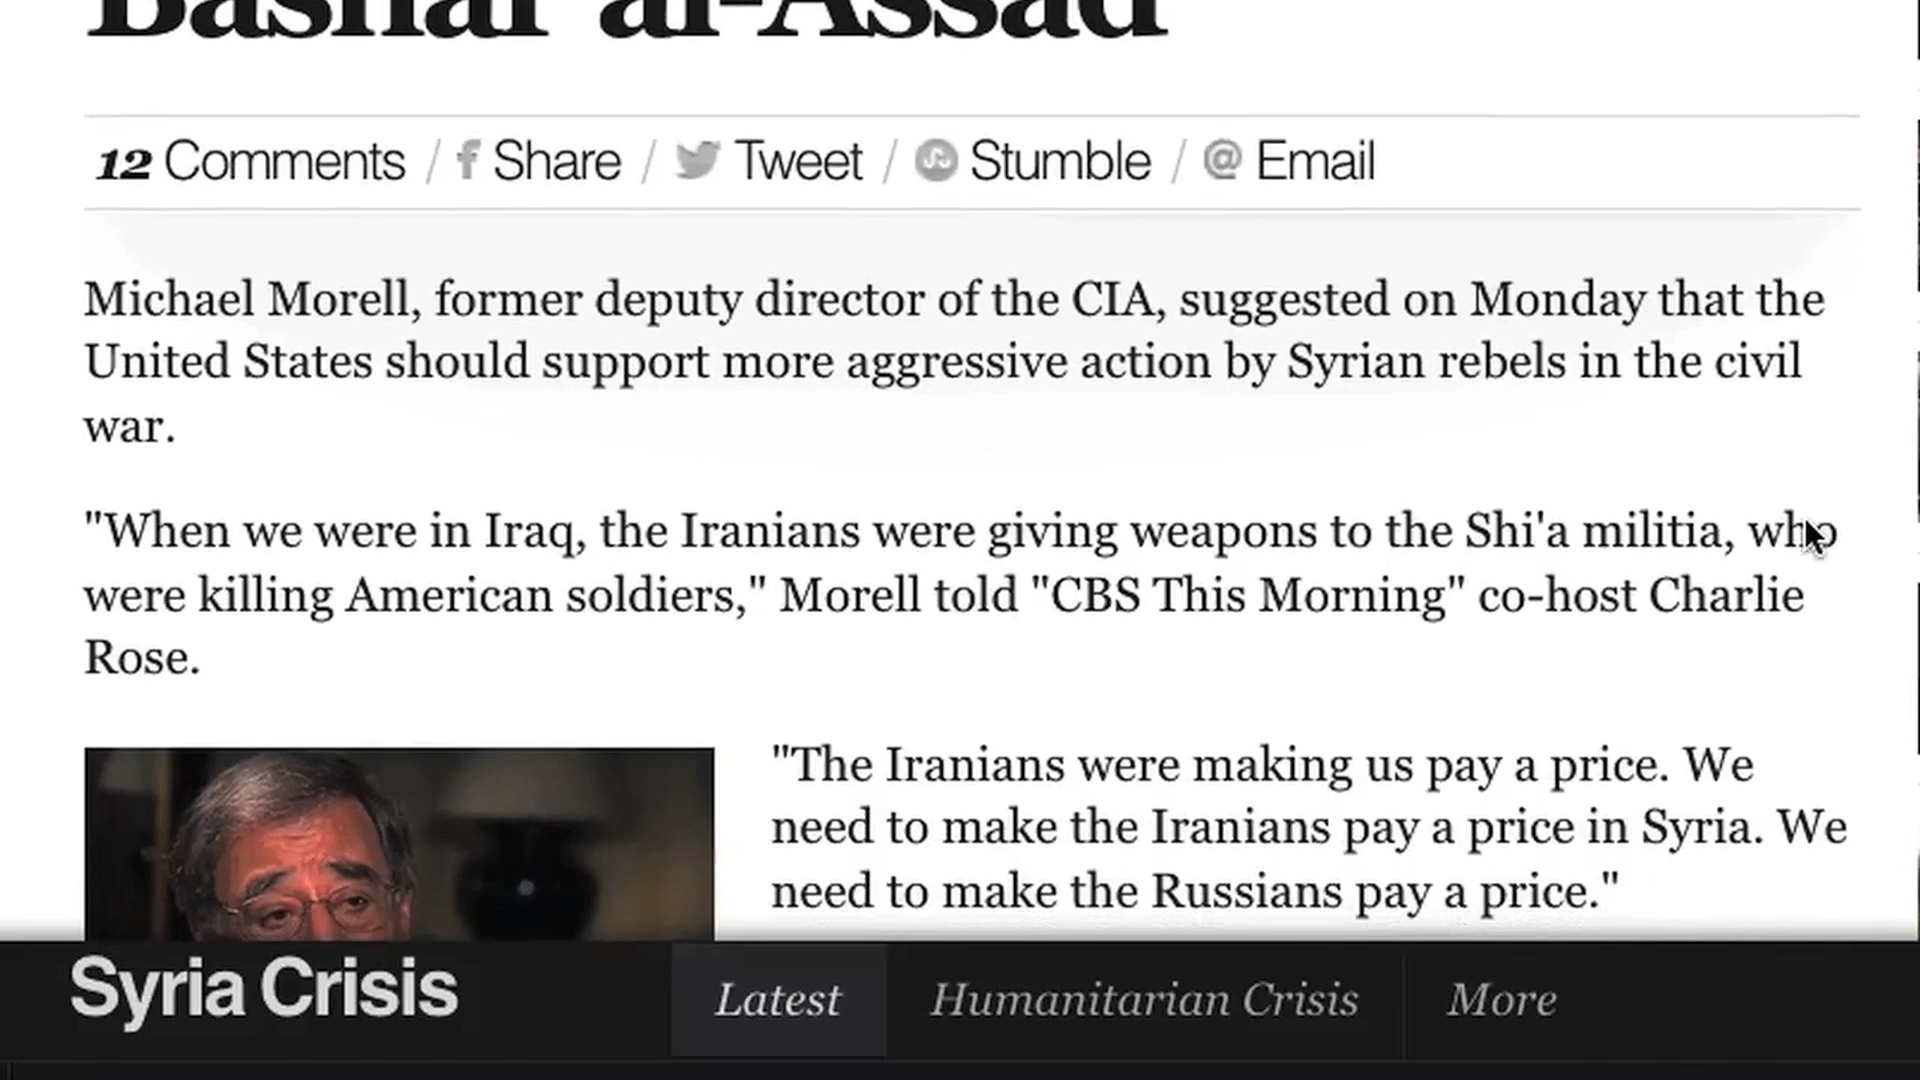 Bashar al-Assad
12 Comments / Share / Tweet / Stumble / @ Email
Michael Morell, former deputy director of the CIA, suggested on Monday that the
United States should support more aggressive action by Syrian rebels in the civil
war.
"When we were in Iraq, the Iranians were giving weapons to the Shi'a militia, who
were killing American soldiers," Morell told "CBS This Morning" co-host Charlie
Rose.
"The Iranians were making us pay a price. We
need to make the Iranians pay a price in Syria. We
need to make the Russians pay a price."
Syria Crisis
Latest
Humanitarian Crisis
More